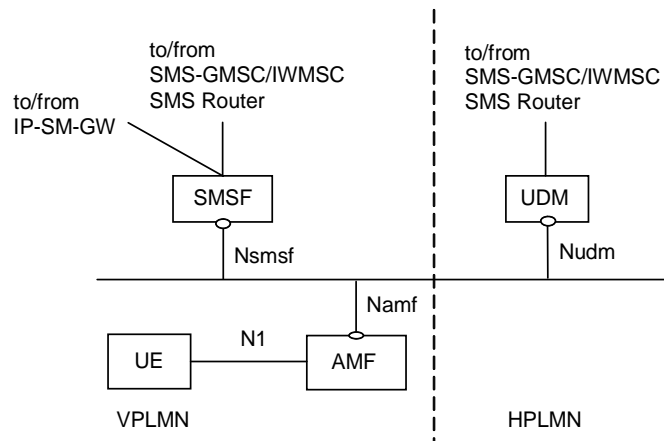 to/from
SMS-GMSC/IWMSC
SMS Router
to/from
IP-SM-GW
SMSF
Nsmsf
to/from
SMS-GMSC/IWMSC
SMS Router
UDM
Nudm
Namf
UE
N1
AMF
VPLMN
HPLMN